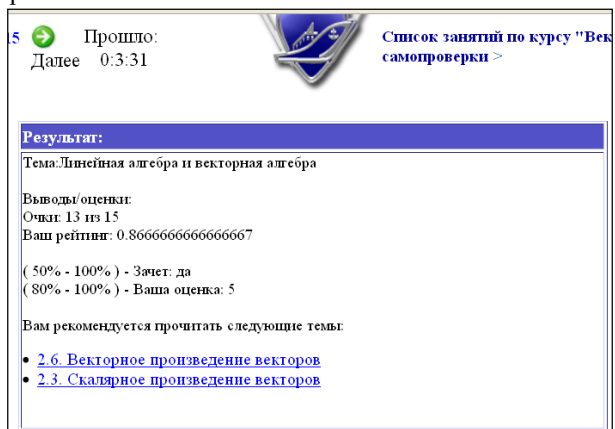 15 Прошло:
Далее 0:3:31
Список занятий по курсу "Век
самопроверки >
Результат:
Тема:Линейная алгебра и векторная алгебра
Выводы/оценки:
Очки: 13 из 15
Ваш рейтинг: 0.8666666666666667
( 50% - 100% ) - Зачет: да
( 80% - 100% ) - Ваша оценка: 5
Вам рекомендуется прочитать следующие темы:
• 2.6. Векторное произведение векторов
• 2.3. Скалярное произведение векторов